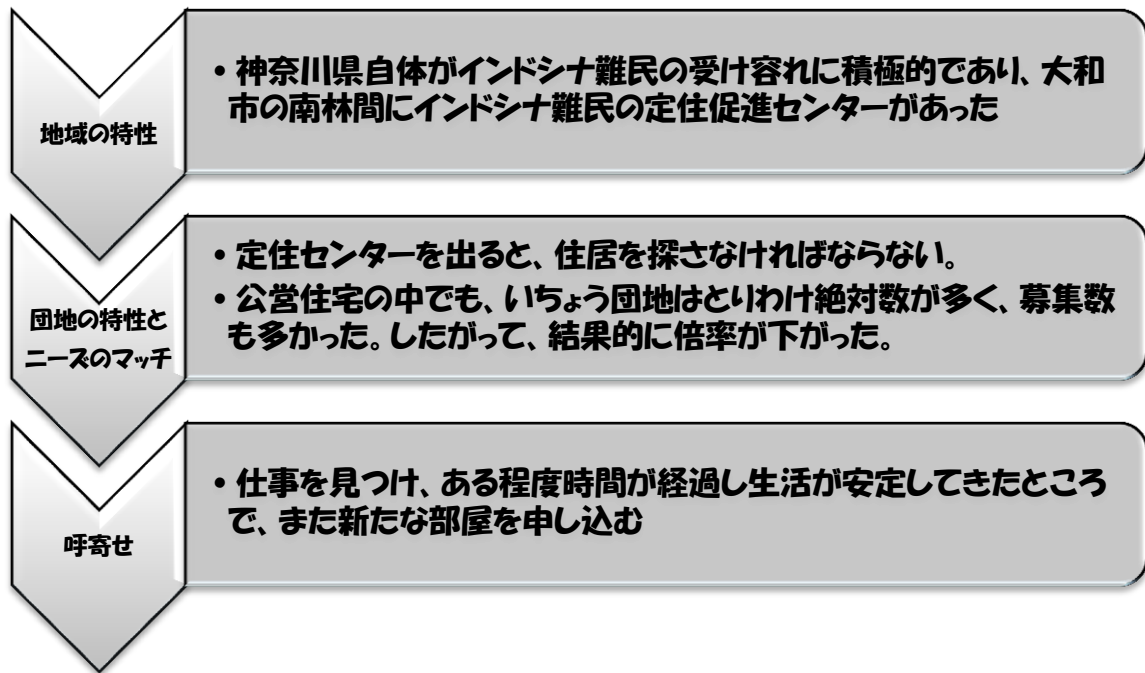 地域の特性
• 神奈川県自体がインドシナ難民の受け容れに積極的であり、大和
市の南林間にインドシナ難民の定住促進センターがあった
団地の特性と
ニーズのマッチ
• 定住センターを出ると、住居を探さなければならない。
• 公営住宅の中でも、いちょう団地はとりわけ絶対数が多く、募集数
も多かった。したがって、結果的に倍率が下がった。
呼寄せ
• 仕事を見つけ、ある程度時間が経過し生活が安定してきたところ
で、また新たな部屋を申し込む